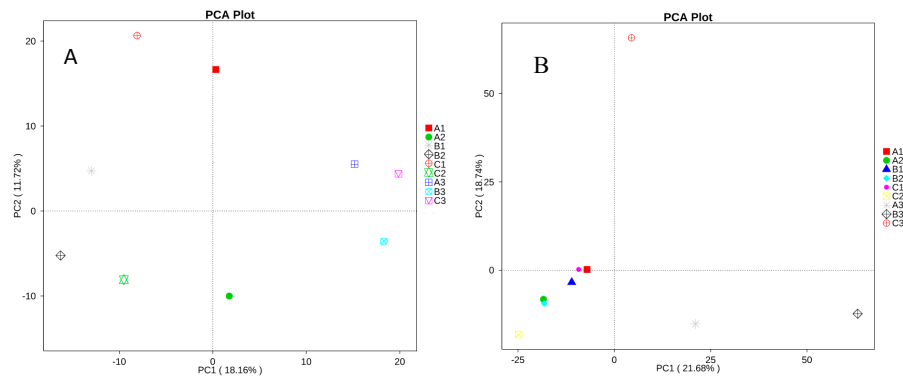 PCA Plot
A
20
10
0
-10
-10
0
10
20
PC2 ( 11.72% )
PC1 ( 18.16% )
A1
A2
B1
B2
C1
C2
A3
B3
C3
PCA Plot
B
50
25
0
-25
0
25
50
PC2 ( 18.74% )
PC1 ( 21.68% )
A1
A2
B1
B2
C1
C2
A3
B3
C3